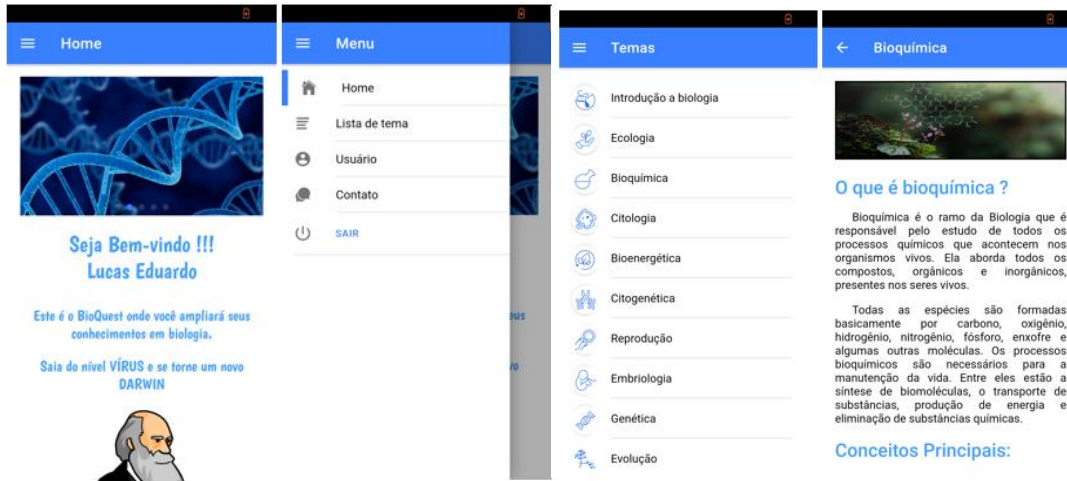 Home
Seja Bem-vindo !!!
Lucas Eduardo
Este é o BioQuest onde você ampliará seus
conhecimentos em biologia.
Saia do nível VÍRUS e se torne um novo
DARWIN
Menu
Home
Lista de tema
Usuário
Contato
SAIR
eus
vo
Temas
Introdução a biologia
Ecologia
Bioquímica
Citologia
Bioenergética
Citogenética
Reprodução
Embriologia
Genética
Evolução
Bioquímica
O que é bioquímica ?
Bioquímica é o ramo da Biologia que é
responsável pelo estudo de todos os
processos químicos que acontecem nos
organismos vivos. Ela aborda todos os
compostos, orgânicos e inorgânicos,
presentes nos seres vivos.
Todas as espécies são formadas
basicamente por carbono, oxigênio,
hidrogênio, nitrogênio, fósforo, enxofre e
algumas outras moléculas. Os processos
bioquímicos são necessários para a
manutenção da vida. Entre eles estão a
síntese de biomoléculas, o transporte de
substâncias, produção de energia e
eliminação de substâncias químicas.
Conceitos Principais: